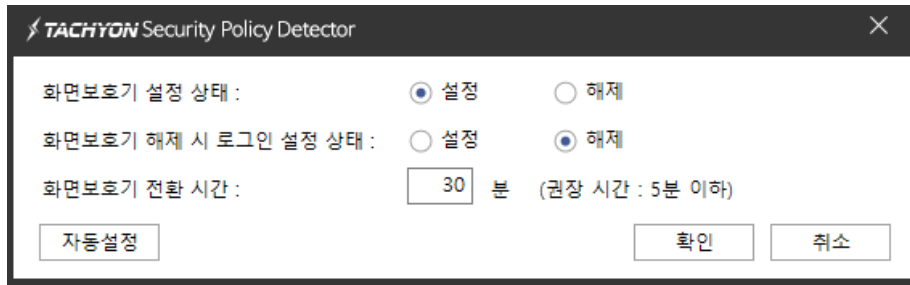 TACHYON Security Policy Detector
화면보호기 설정 상태 : 설정 해제
화면보호기 해제 시 로그인 설정 상태 : 설정 해제
화면보호기 전환 시간 : 30 분 (권장 시간 : 5분 이하)
자동설정 확인 취소